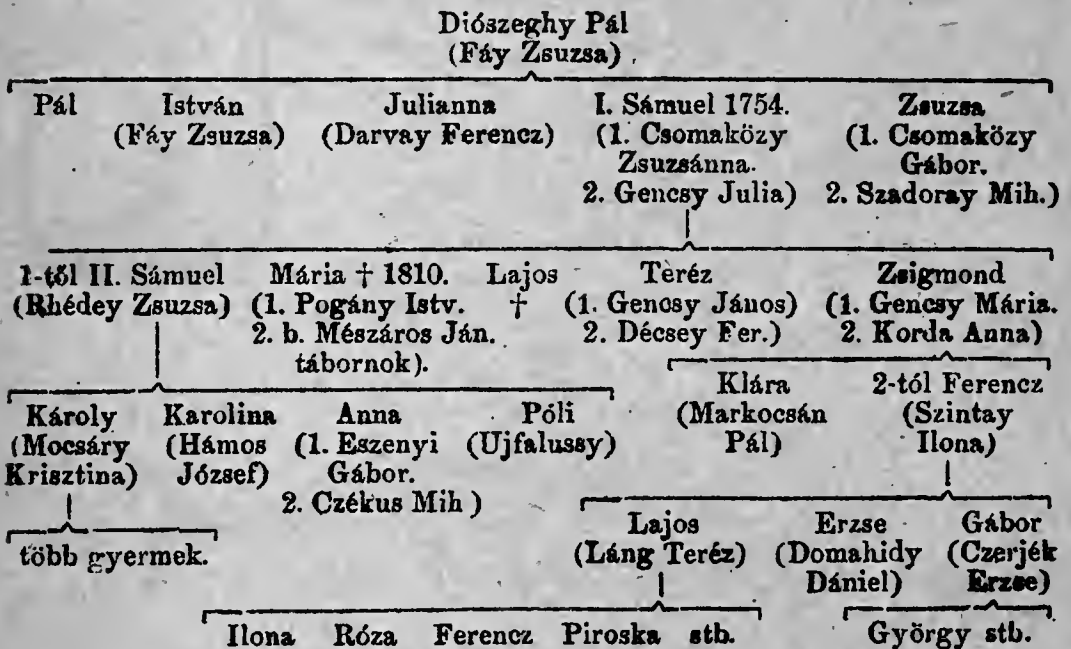 Diószeghy Pál
(Fáy Zsuzsa)
Pál István Julianna I. Sámuel 1754. Zsuzsa
(Fáy Zsuzsa) (Darvay Ferencz) (1. Csomaközy (1. Csomaközy
Zsuzsánna. Gábor.
2. Gencsy Julia) 2. Szadoray Mih.)
1-től II. Sámuel Mária † 1810. Lajos Teréz Zsigmond
(Rhédey Zsuzsa) (1. Pogány Istv. † (1. Gencsy János) (1. Gencsy Mária.
2. b. Mészáros Ján. 2. Décsey Fer.) 2. Korda Anna)
tábornok).
Klára 2-tól Ferencz
(Markocsán (Szintay
Pál) Ilona)
Károly Karolina Anna Póli
(Mocsáry (Hámos (1. Eszenyi (Ujfalussy)
Krisztina) József) Gábor.
2. Czékus Mih )
több gyermek.
Lajos Erzse Gábor
(Láng Teréz) (Domahidy (Czerjék
Dániel) Erzse)
Ilona Róza Ferencz Piroska stb. György stb.